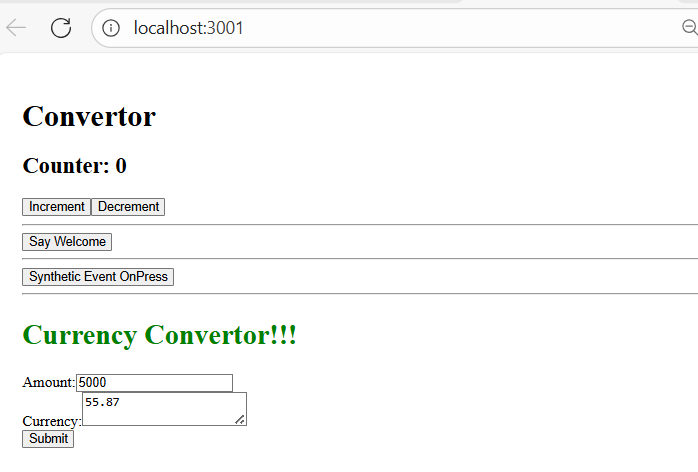 localhost:3001
Convertor
Counter: 0
Increment Decrement
Say Welcome
Synthetic Event OnPress
Currency Convertor!!!
Amount: 5000
Currency: 55.87
Submit